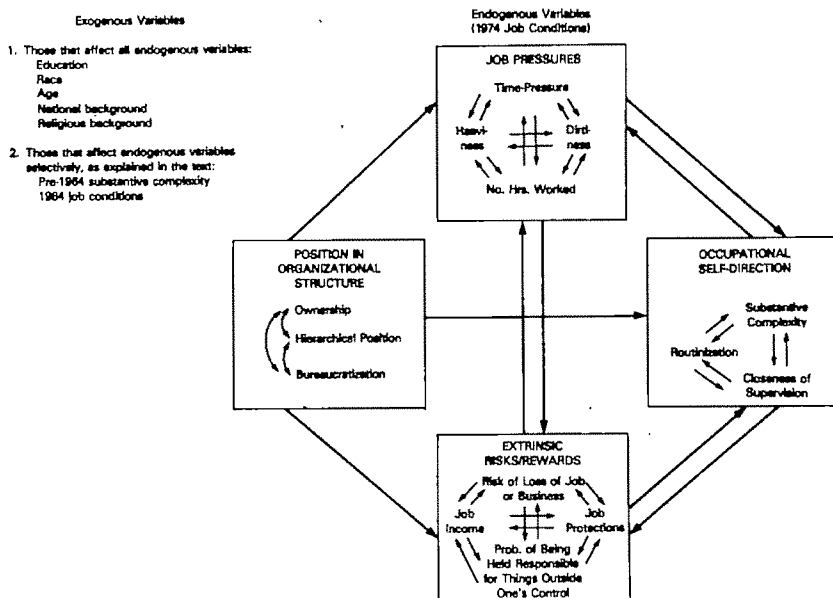 Exogenous Variables
1. Those that affect all endogenous variables:
Education
Race
Age
National background
Religious background
2. Those that affect endogenous variables
selectively, as explained in the text:
Pre-1964 substantive complexity
1964 job conditions
Endogenous Variables
(1974 Job Conditions)
JOB PRESSURES
Time-Pressure
Heavi-
ness
Dirti-
ness
No. Hrs. Worked
POSITION IN
ORGANIZATIONAL
STRUCTURE
Ownership
Hierarchical Position
Bureaucratization
OCCUPATIONAL
SELF-DIRECTION
Substantive
Complexity
Routinization
Closeness of
Supervision
EXTRINSIC
RISKS/REWARDS
Risk of Loss of Job
or Business
Job
Income
Job
Protections
Prob. of Being
Held Responsible
for Things Outside
One's Control